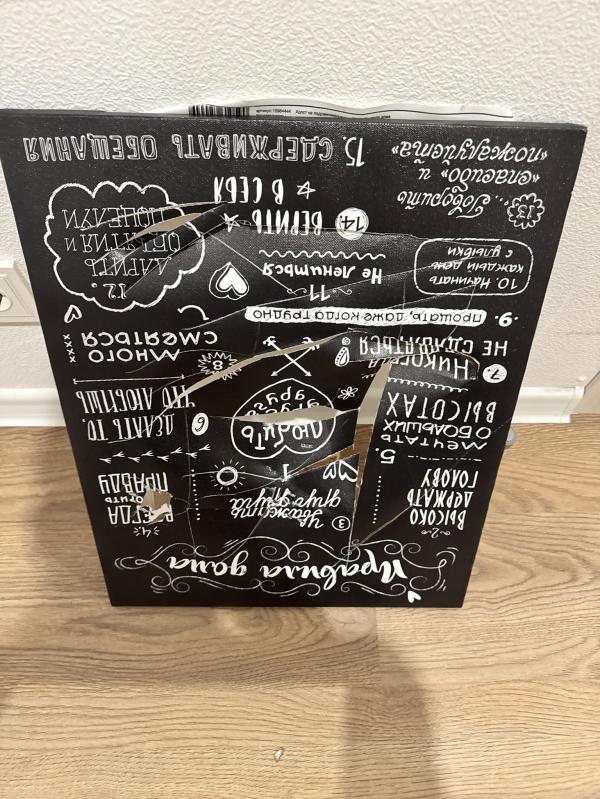 Правила дома
2
ВЫСОКО
ДЕРЖАТЬ
ГОЛОВУ
3
Уважать
друг друга
4.
ВСЕГДА
ОРИТЬ
ПРАВДУ
1
ЛЮБИТЬ
друг
друга
5.
МЕЧТАТЬ
О БОЛЬШИХ
ВЫСОТАХ
6
ДЕЛАТЬ ТО
ЧТО ЛЮБИШЬ
7.
Никогда
НЕ СДАВАТЬСЯ
8
МНОГО
СМЕЯТЬСЯ
9. прощать, даже когда трудно
10. Начинать
каждый день
с улыбки
11
Не лениться
12.
ДАРИТЬ
ОБЪЯТИЯ И
ПОЦЕЛУИ
13
Говорить...
«спасибо» и
«пожалуйста»
14 ВЕРИТЬ
В СЕБЯ
15. СДЕРЖИВАТЬ ОБЕЩАНИЯ